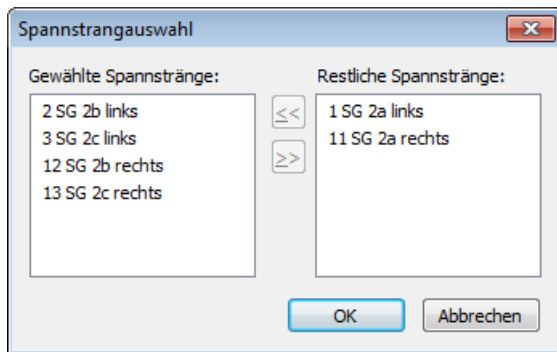 Spannstrangauswahl
Gewählte Spannstränge:
2 SG 2b links
3 SG 2c links
12 SG 2b rechts
13 SG 2c rechts
<<
>>
Restliche Spannstränge:
1 SG 2a links
11 SG 2a rechts
OK
Abbrechen